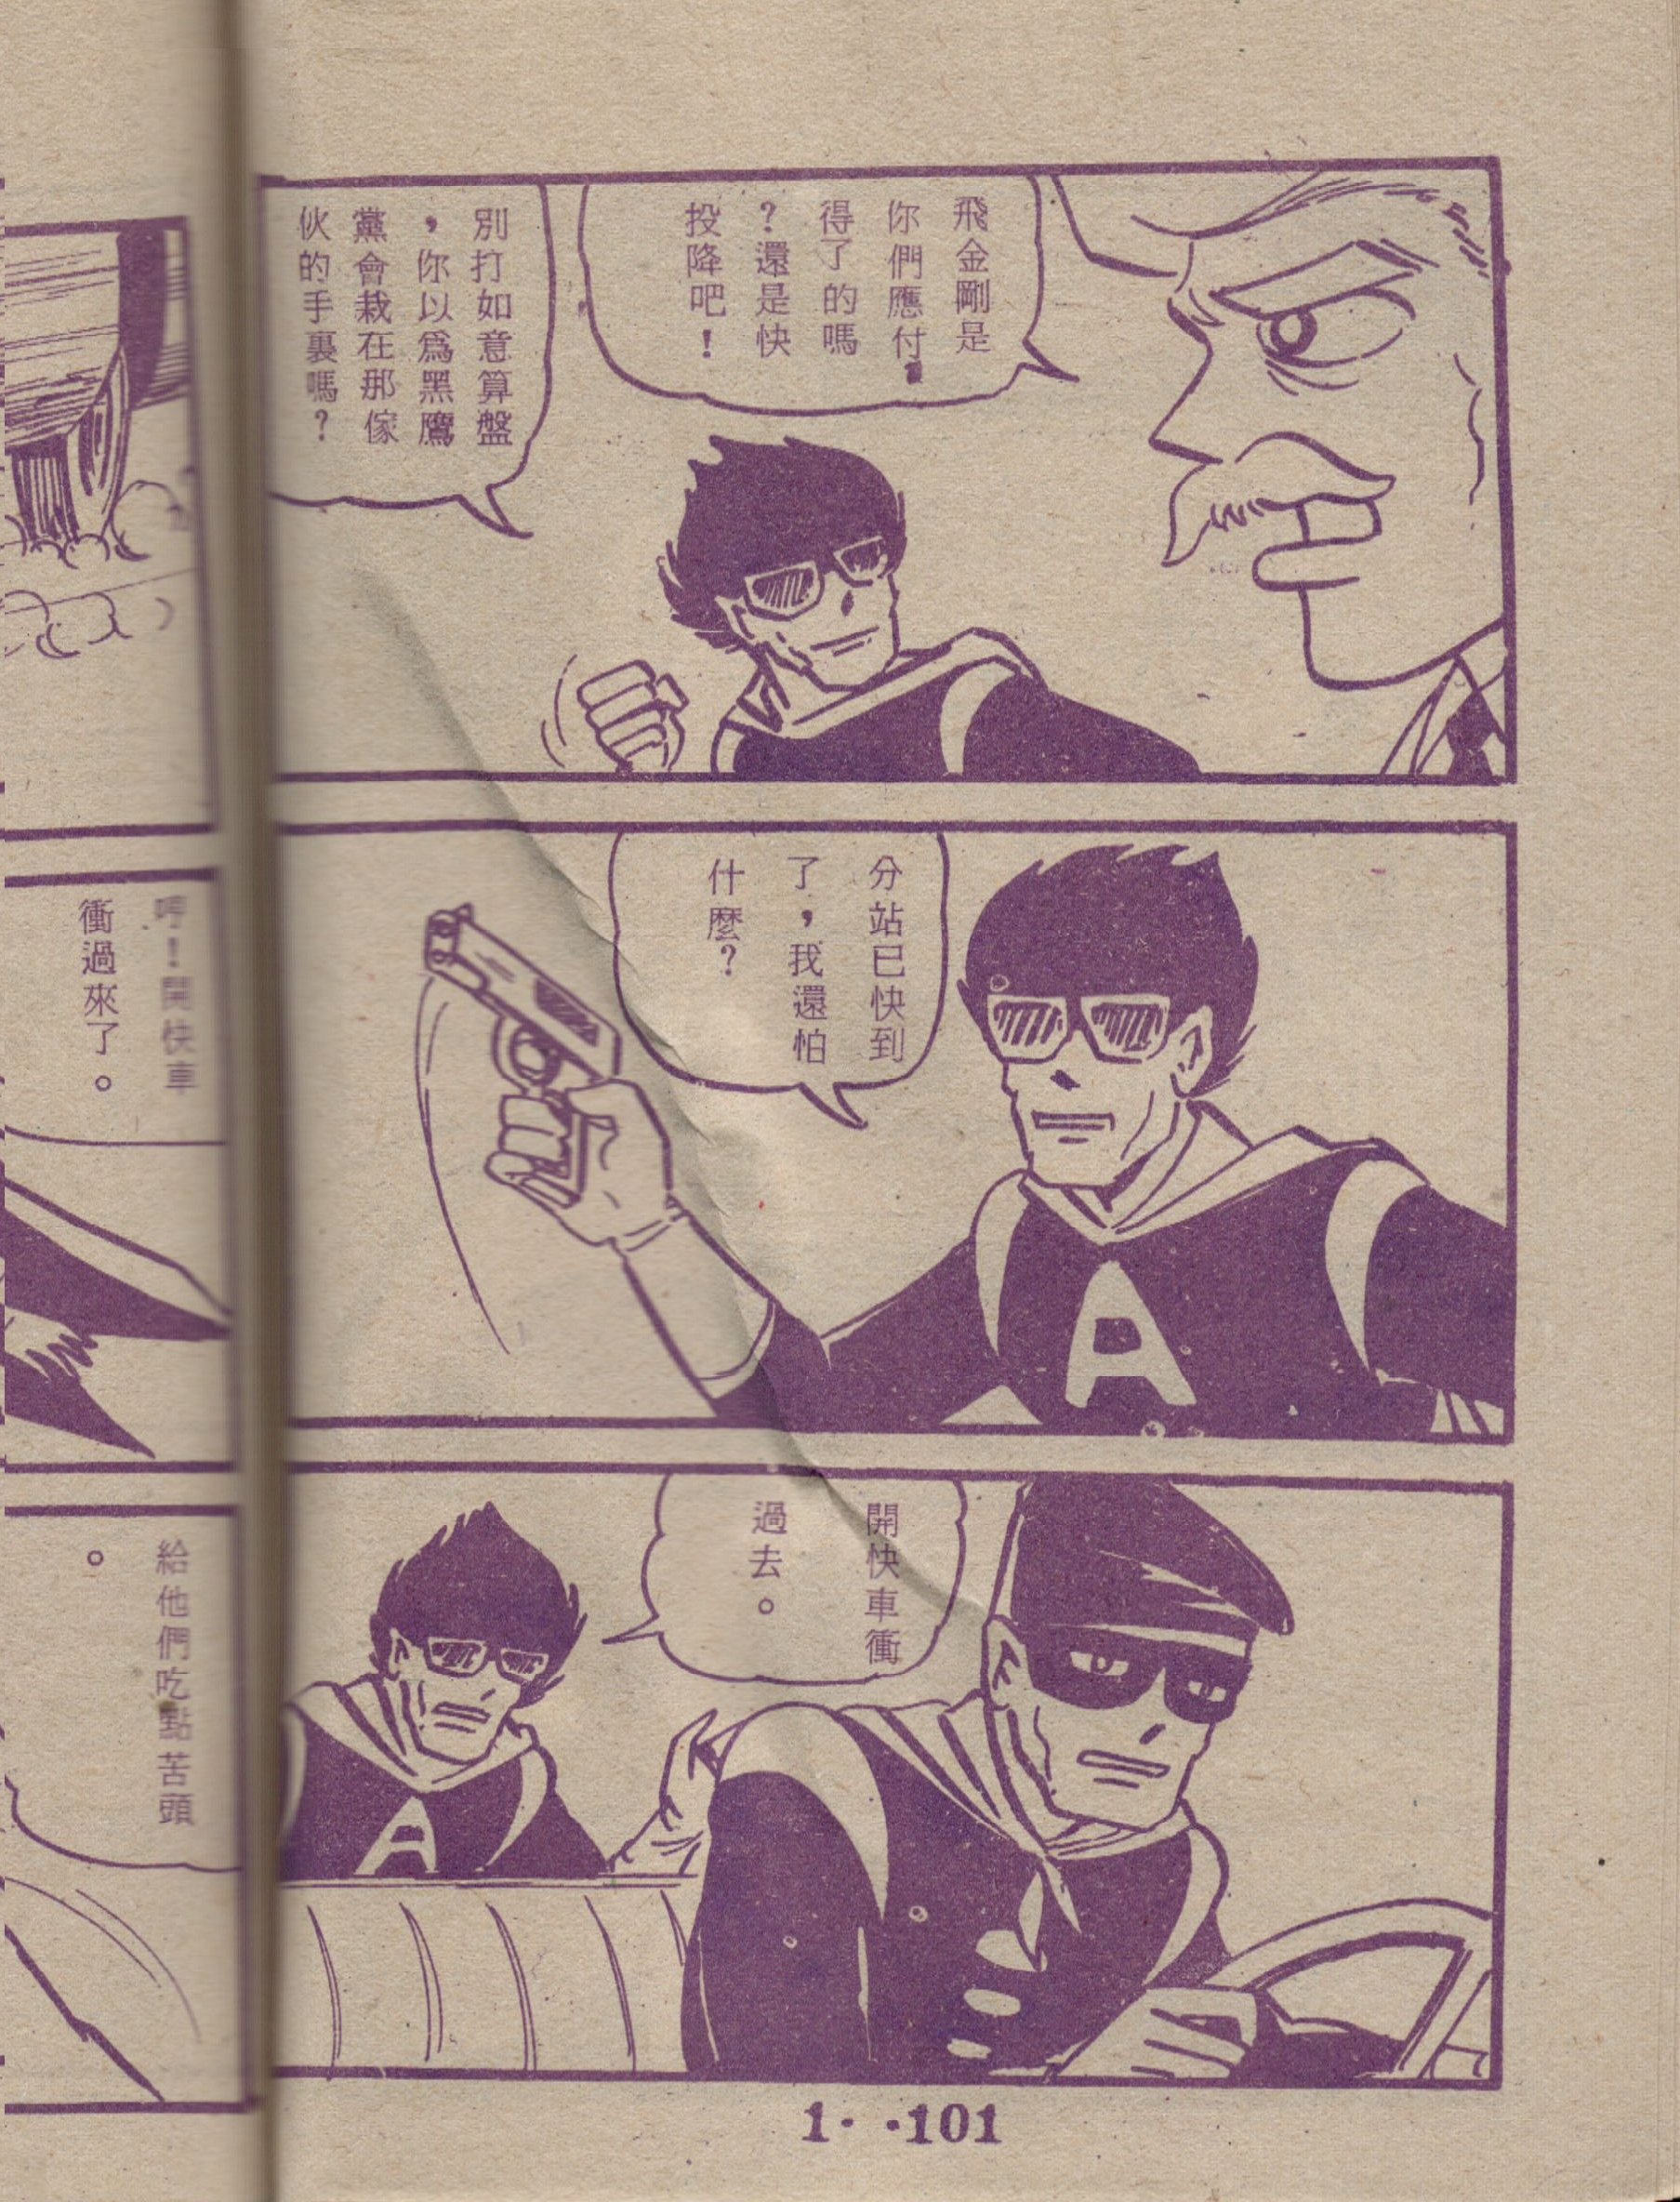 飛金剛是
你們應付
得了的嗎
?還是快
投降吧!
別打如意算盤
,你以爲黑鷹
黨會栽在那傢
伙的手裏嗎?
分站已快到
了,我還怕
什麼?
A
開快車衝
過去。
A
1··101
哼!開快車
衝過來了。
給他們吃點苦頭
。